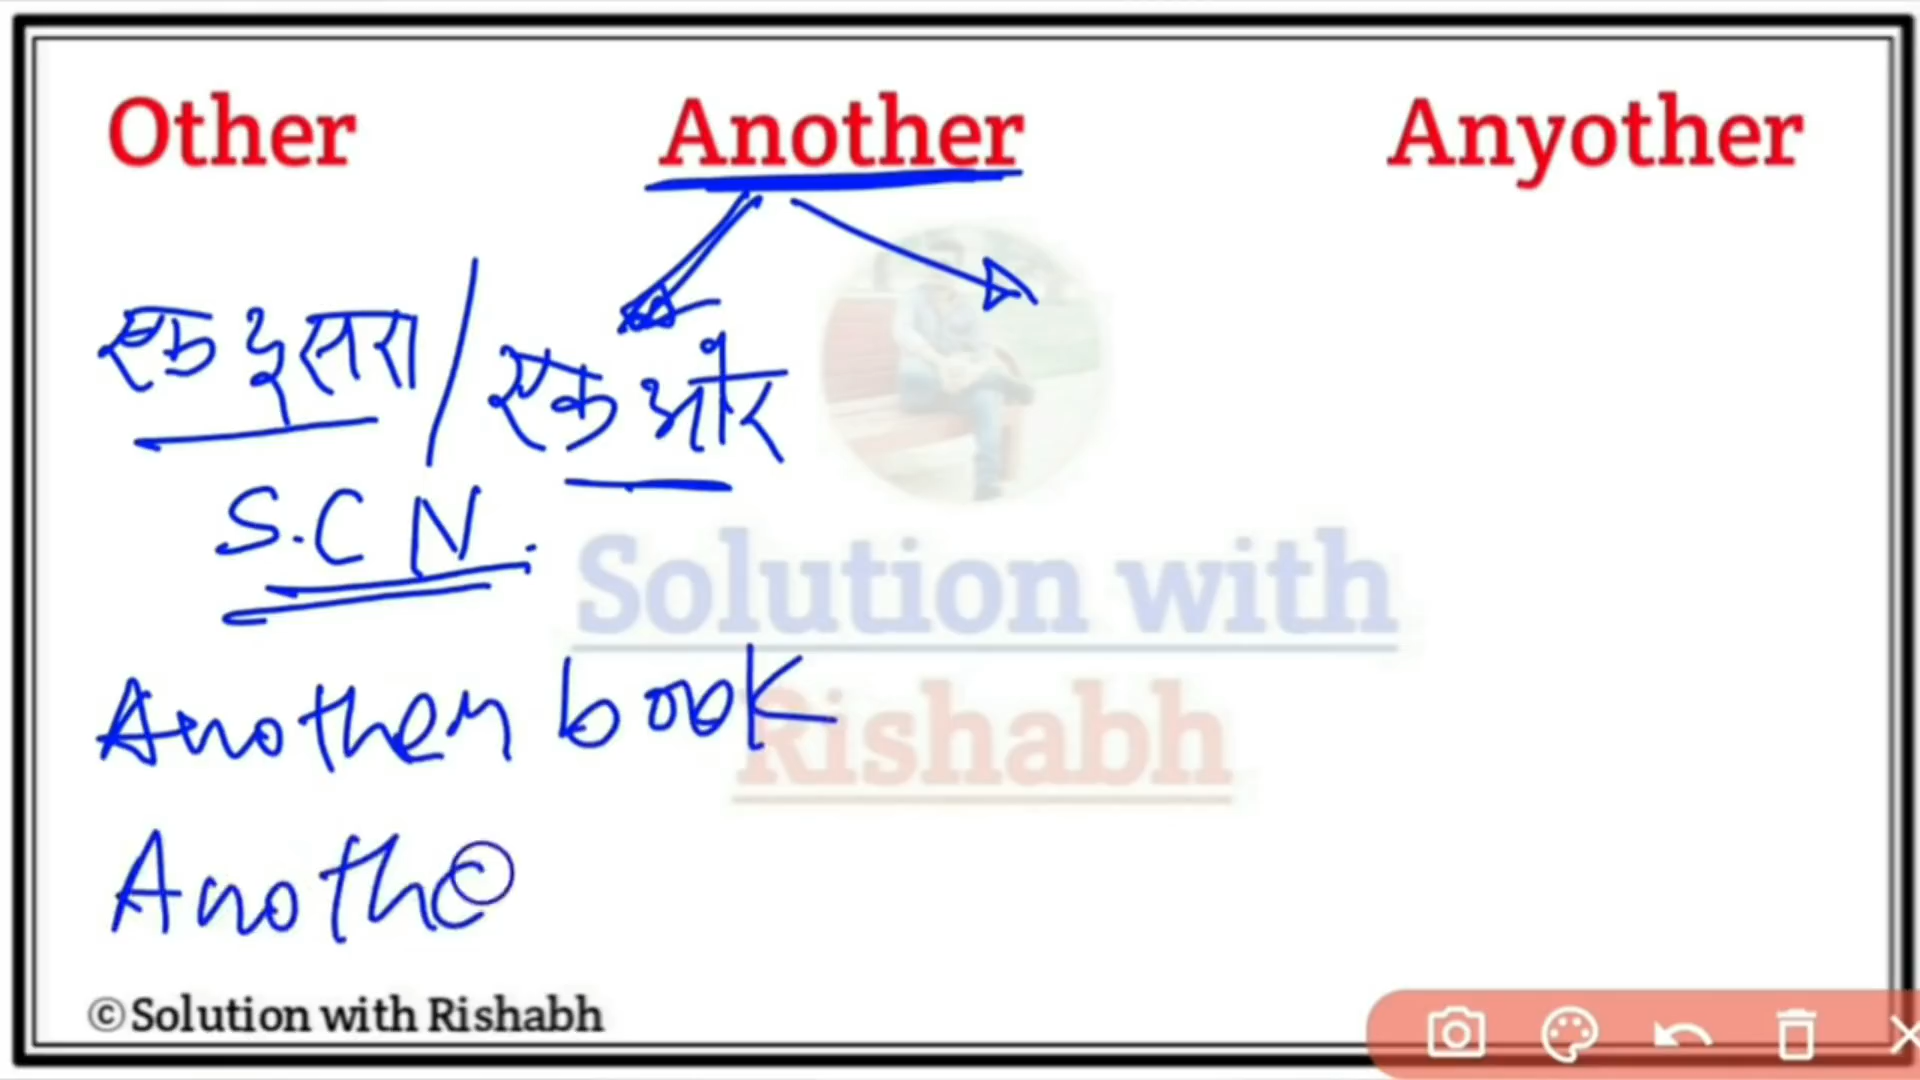 Other Another Anyother
एक दूसरा / एक और
S.C N.
Solution with
Another book
Rishabh
Anothe
©Solution with Rishabh